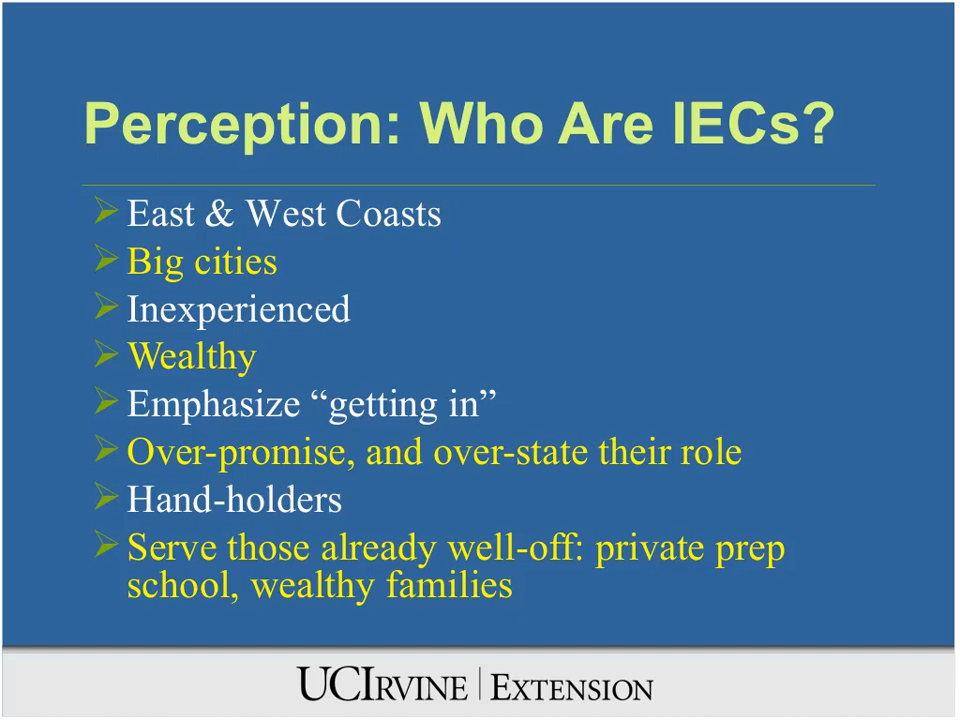 Perception: Who Are IECs?
East & West Coasts
Big cities
Inexperienced
Wealthy
Emphasize “getting in”
Over-promise, and over-state their role
Hand-holders
Serve those already well-off: private prep
school, wealthy families
UCIRVINE | EXTENSION